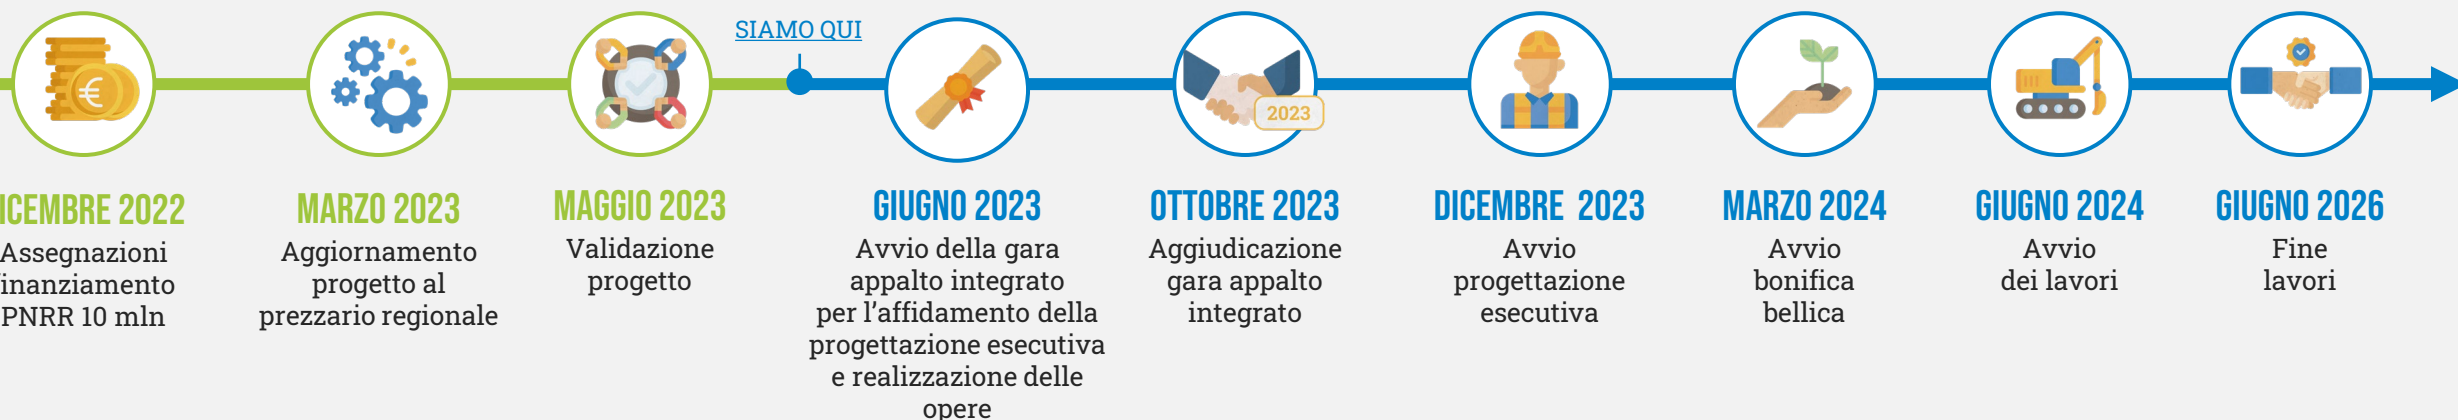 SIAMO QUI
2023
ICEMBRE 2022
Assegnazioni
inanziamento
PNRR 10 mln
MARZO 2023
Aggiornamento
progetto al
prezzario regionale
MAGGIO 2023
Validazione
progetto
GIUGNO 2023
Avvio della gara
appalto integrato
per l’affidamento della
progettazione esecutiva
e realizzazione delle
opere
OTTOBRE 2023
Aggiudicazione
gara appalto
integrato
DICEMBRE 2023
Avvio
progettazione
esecutiva
MARZO 2024
Avvio
bonifica
bellica
GIUGNO 2024
Avvio
dei lavori
GIUGNO 2026
Fine
lavori